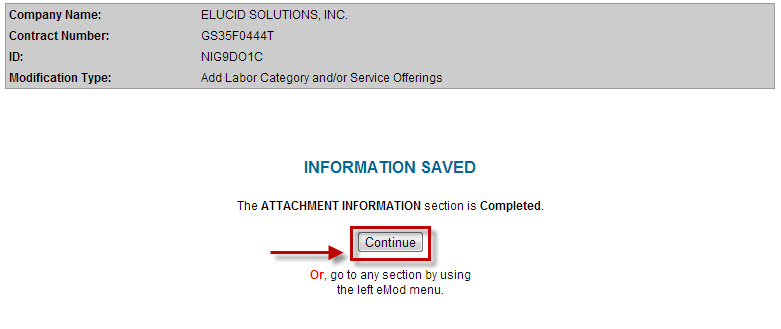 Company Name: ELUCID SOLUTIONS, INC.
Contract Number: GS35F0444T
ID: NIG9DO1C
Modification Type: Add Labor Category and/or Service Offerings
INFORMATION SAVED
The ATTACHMENT INFORMATION section is Completed.
Continue
Or, go to any section by using
the left eMod menu.